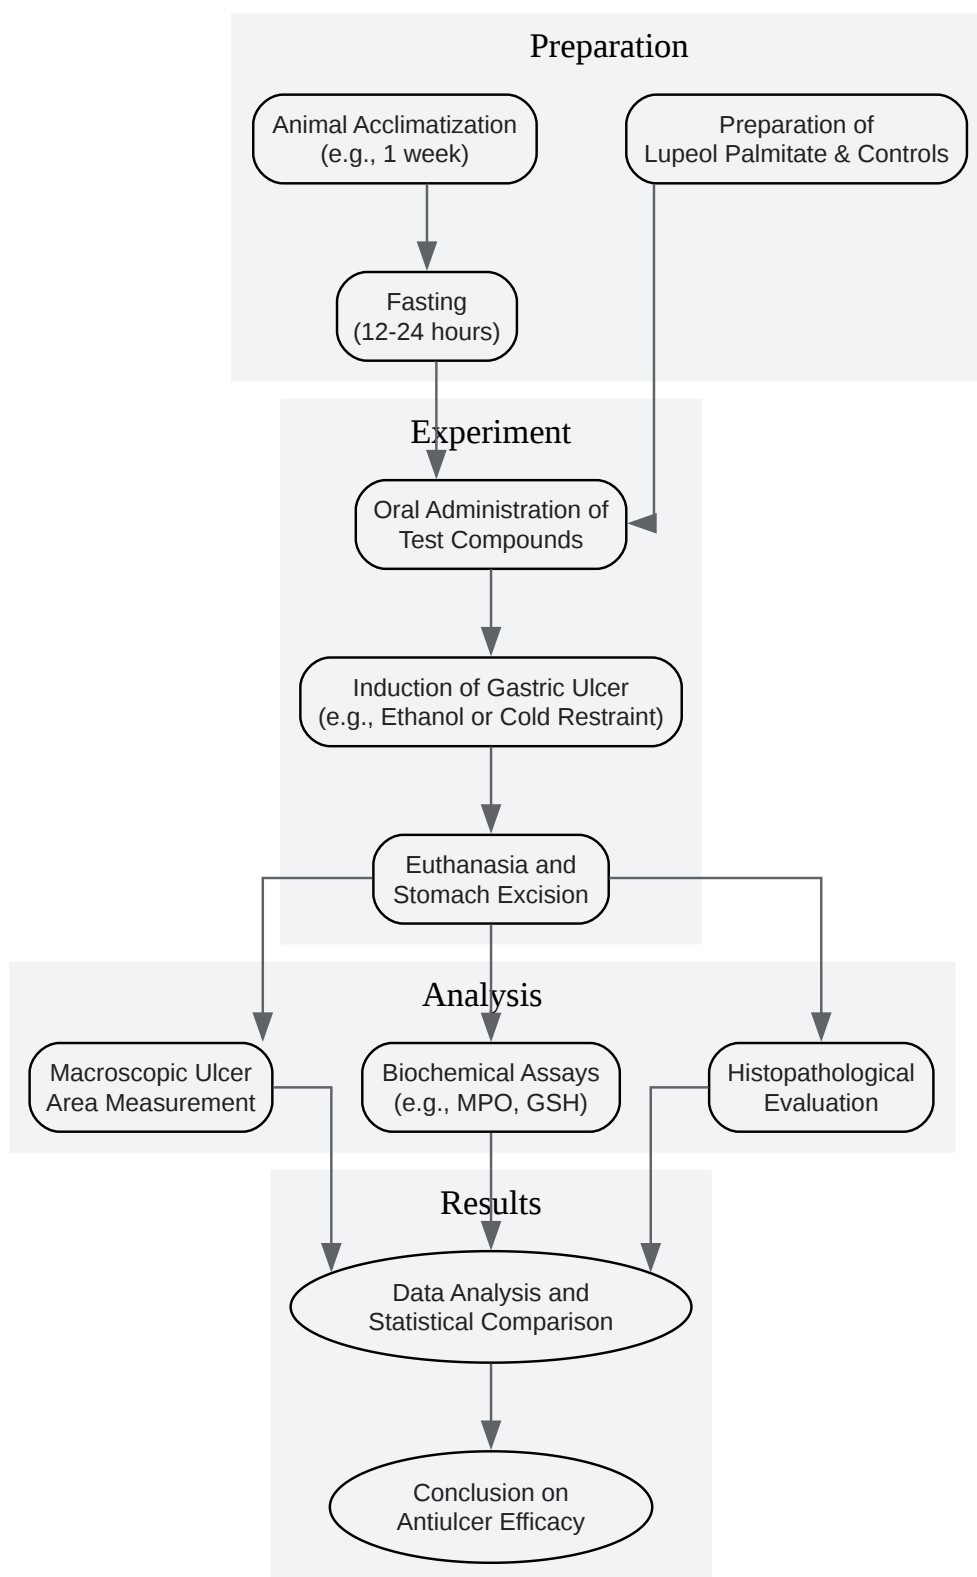 Preparation
Animal Acclimatization
(e.g., 1 week)
Preparation of
Lupeol Palmitate & Controls
Fasting
(12-24 hours)
Experiment
Oral Administration of
Test Compounds
Induction of Gastric Ulcer
(e.g., Ethanol or Cold Restraint)
Euthanasia and
Stomach Excision
Analysis
Macroscopic Ulcer
Area Measurement
Biochemical Assays
(e.g., MPO, GSH)
Histopathological
Evaluation
Results
Data Analysis and
Statistical Comparison
Conclusion on
Antiulcer Efficacy